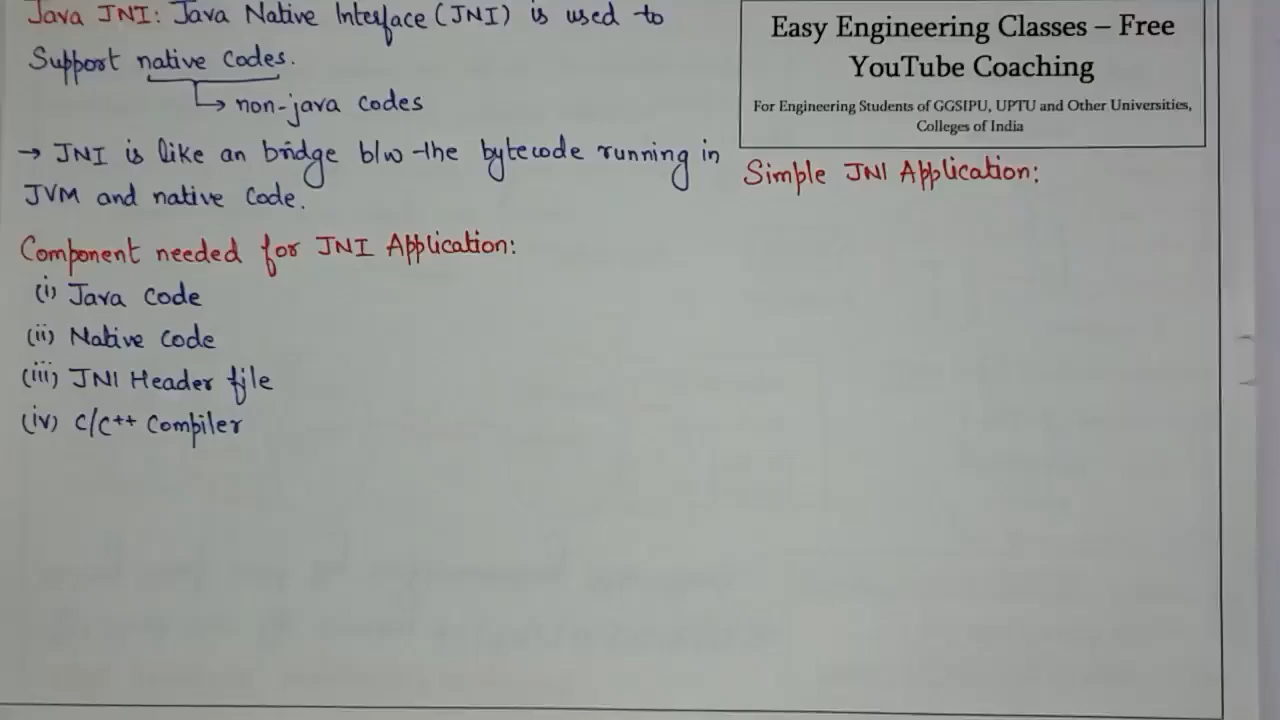 Java JNI: Java Native Interface (JNI) is used to
Support native codes.
→ non-java codes
→ JNI is like an bridge b/w the bytecode running in
JVM and native code.
Component needed for JNI Application:
(i) Java code
(ii) Native code
(iii) JNI Header file
(iv) C/C++ Compiler
Easy Engineering Classes – Free
YouTube Coaching
For Engineering Students of GGSIPU, UPTU and Other Universities,
Colleges of India
Simple JNI Application: